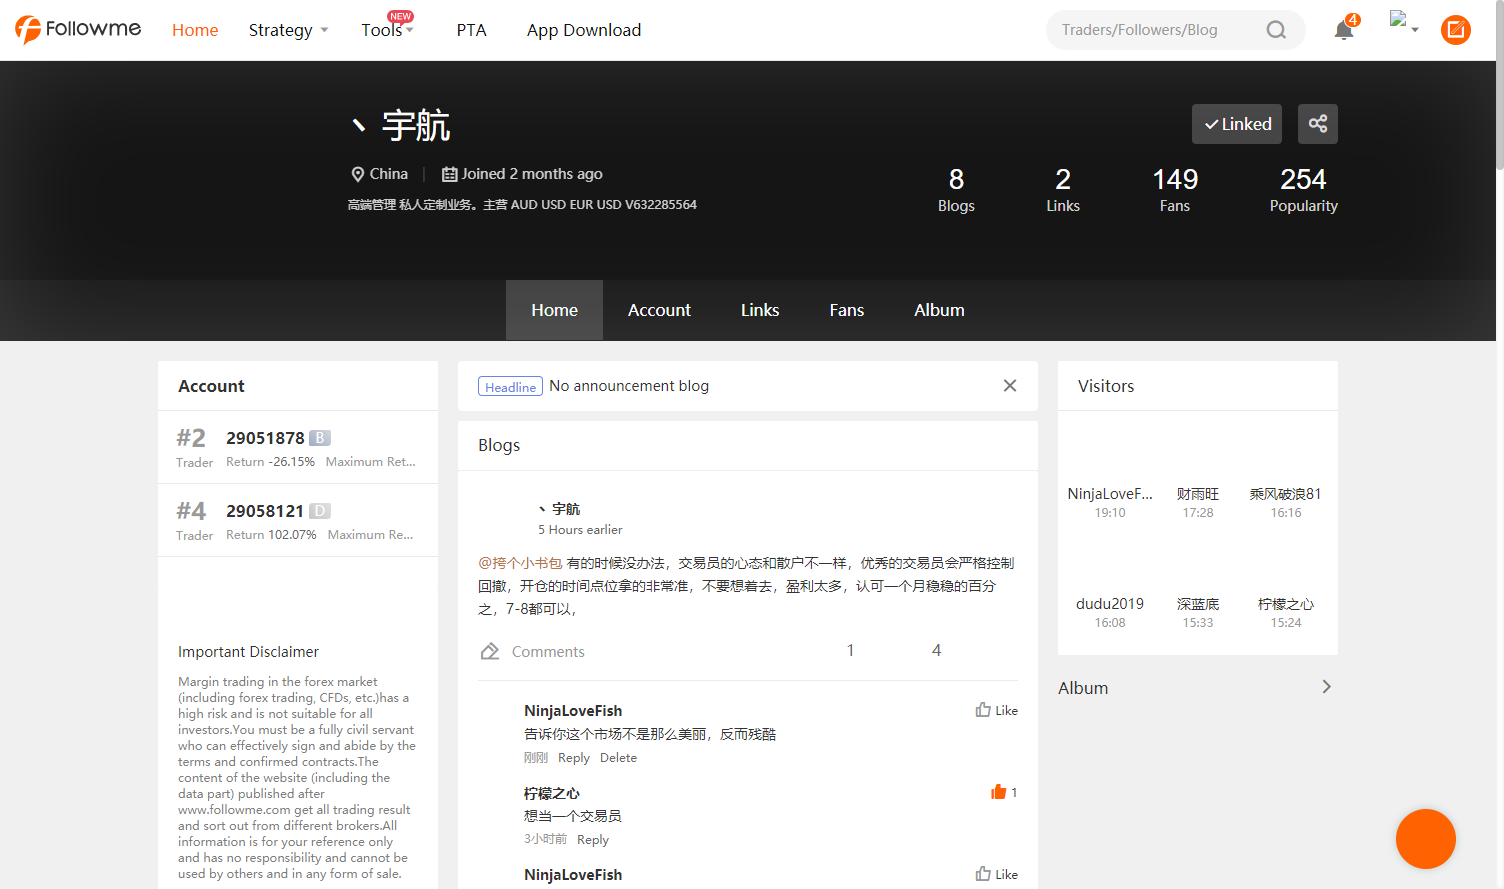 Followme
Home
Strategy
Tools
NEW
PTA
App Download
Traders/Followers/Blog
4
丶 宇航
Linked
China
Joined 2 months ago
高端管理 私人定制业务。主营 AUD USD EUR USD V632285564
8
Blogs
2
Links
149
Fans
254
Popularity
Home
Account
Links
Fans
Album
Account
#2
Trader
29051878 B
Return -26.15% Maximum Ret...
#4
Trader
29058121 D
Return 102.07% Maximum Re...
Important Disclaimer
Margin trading in the forex market
(including forex trading, CFDs, etc.)has a
high risk and is not suitable for all
investors.You must be a fully civil servant
who can effectively sign and abide by the
terms and confirmed contracts.The
content of the website (including the
data part) published after
www.followme.com get all trading result
and sort out from different brokers.All
information is for your reference only
and has no responsibility and cannot be
used by others and in any form of sale.
Headline No announcement blog
Blogs
丶 宇航
5 Hours earlier
@挎个小书包 有的时候没办法，交易员的心态和散户不一样，优秀的交易员会严格控制
回撤，开仓的时间点位拿的非常准，不要想着去，盈利太多，认可一个月稳稳的百分
之，7-8都可以，
Comments
1
4
NinjaLoveFish
Like
告诉你这个市场不是那么美丽，反而残酷
刚刚 Reply Delete
柠檬之心
1
想当一个交易员
3小时前 Reply
NinjaLoveFish
Like
Visitors
NinjaLoveF...
19:10
财雨旺
17:28
乘风破浪81
16:16
dudu2019
16:08
深蓝底
15:33
柠檬之心
15:24
Album